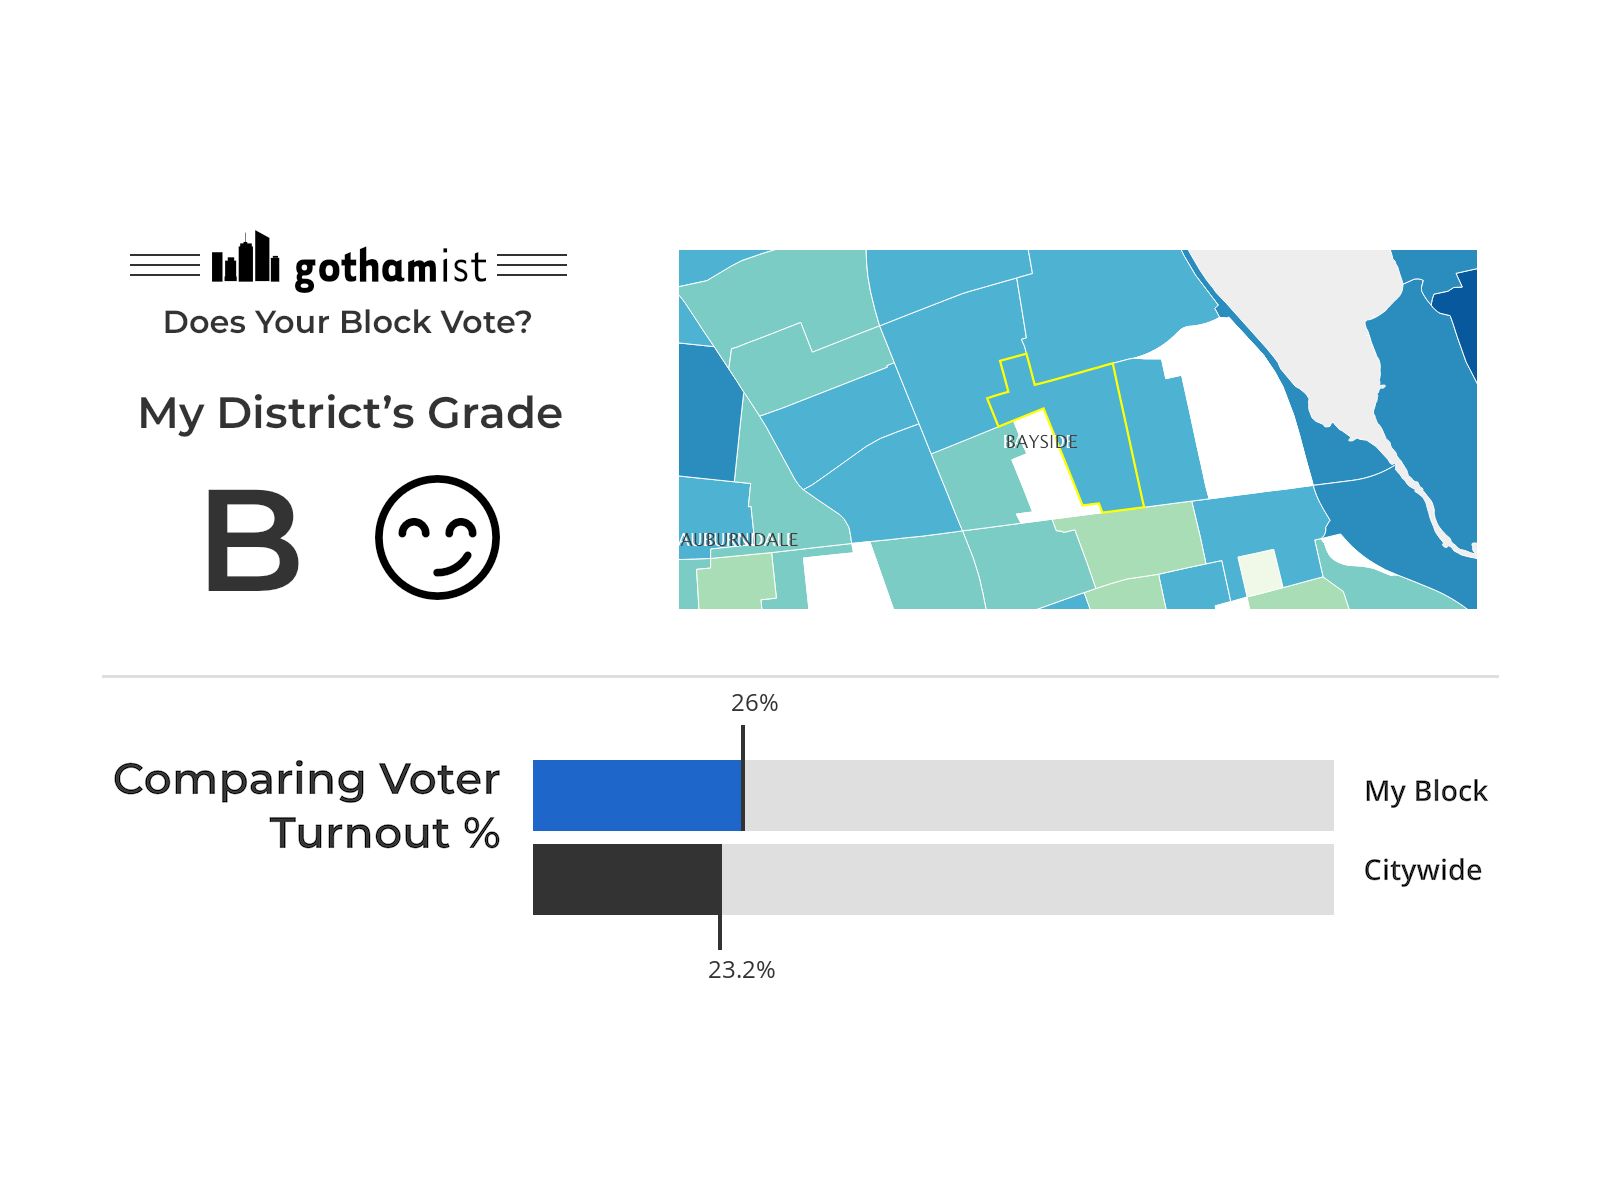 gothamist
Does Your Block Vote?
My District's Grade
B
BAYSIDE
AUBURNDALE
26%
Comparing Voter
Turnout %
My Block
Citywide
23.2%